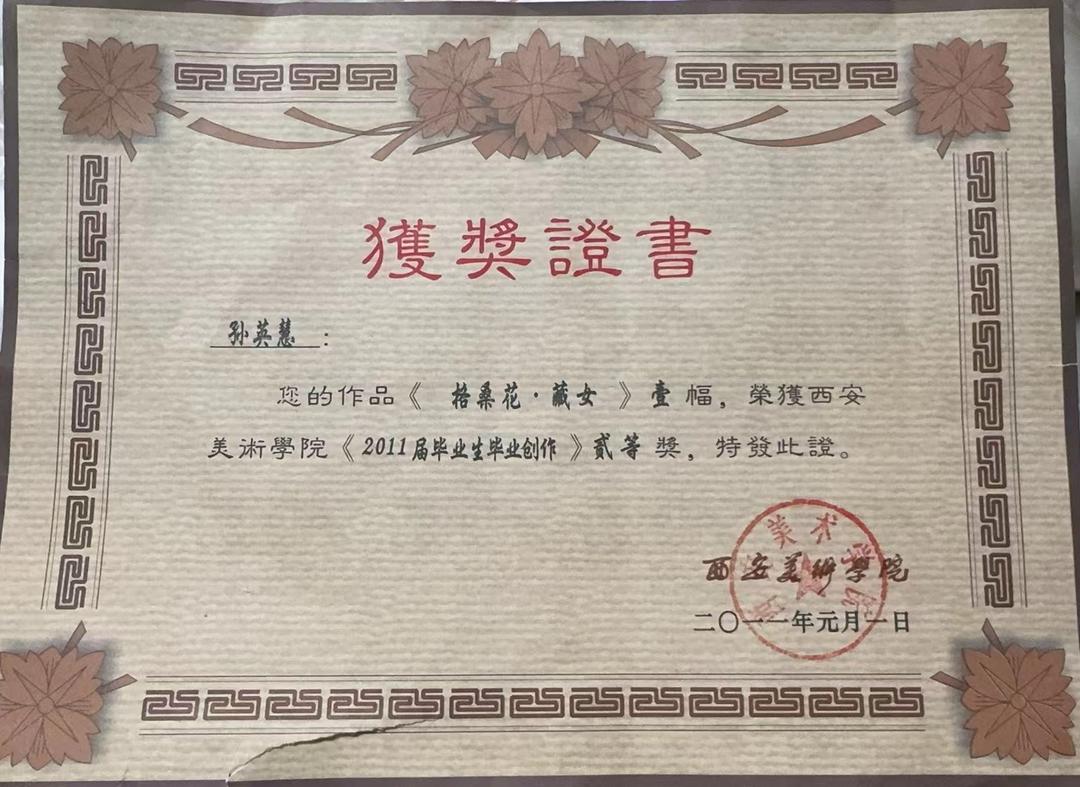 獲獎證書
孙英慧：
您的作品《 格桑花·藏女 》壹 幅，榮獲西安
美術學院《 2011届毕业生毕业创作 》贰等 奬，特發此證。
西安美術學院
二〇一一年元月一日